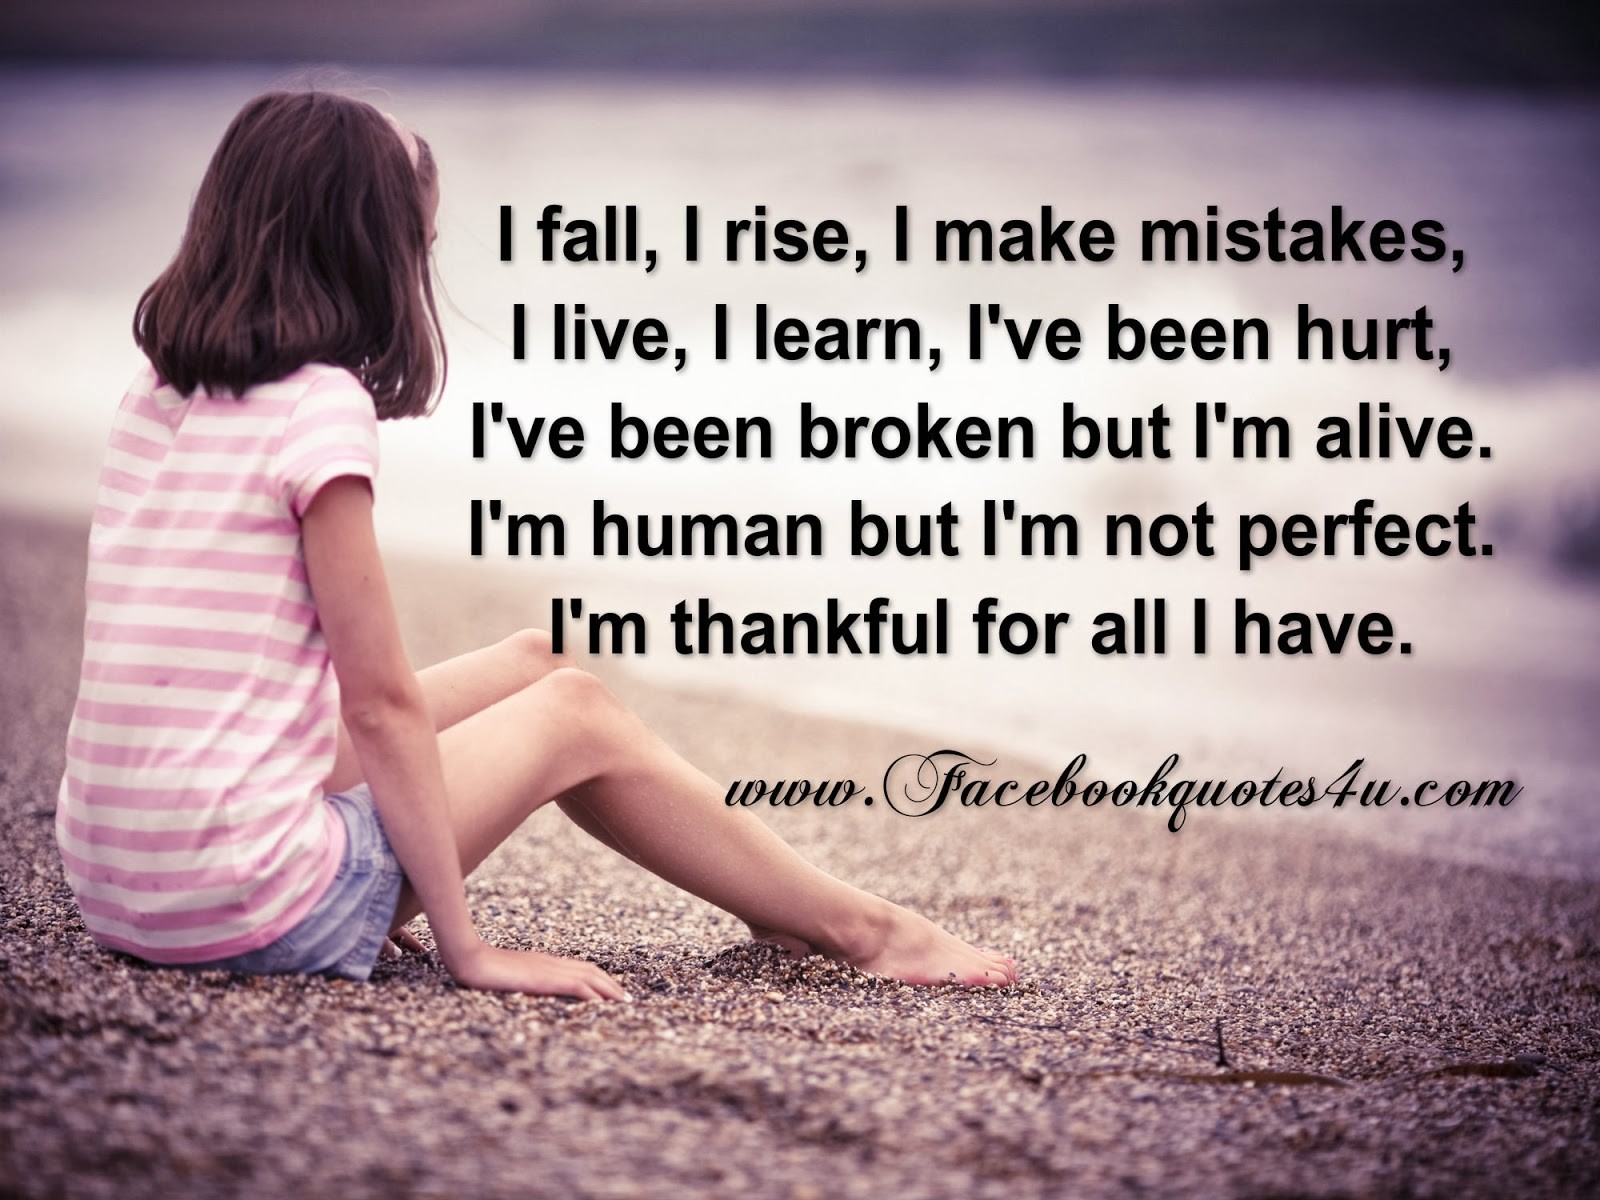 I fall, I rise, I make mistakes,
I live, I learn, I've been hurt,
I've been broken but I'm alive.
I'm human but I'm not perfect.
I'm thankful for all I have.
www.Facebookquotes4u.com